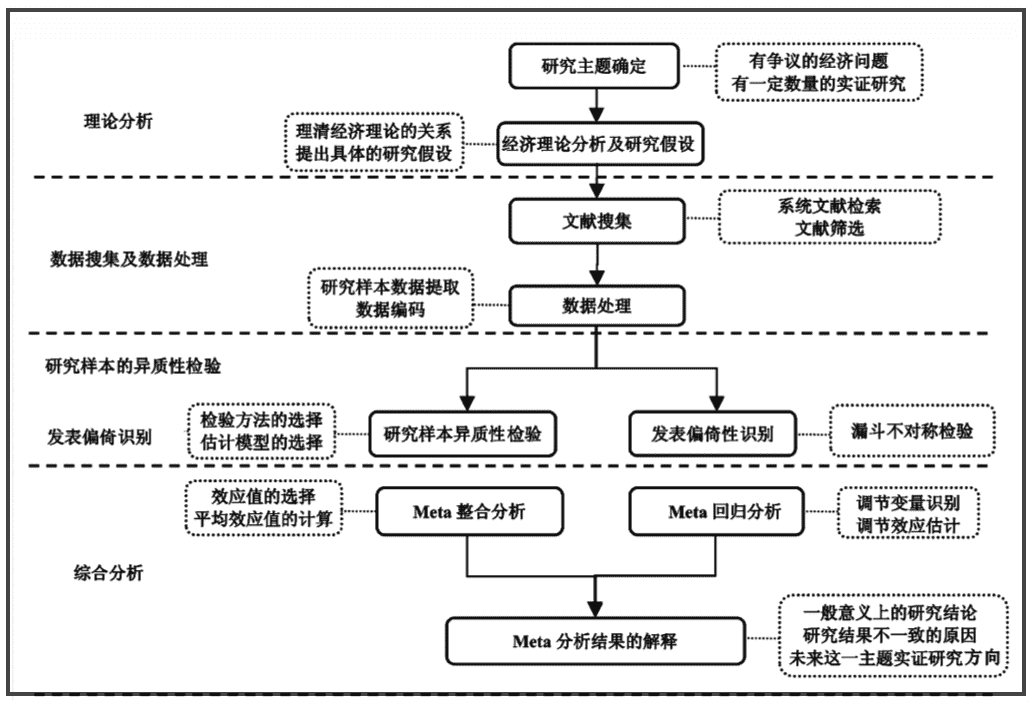 研究主题确定
有争议的经济问题
有一定数量的实证研究
理论分析
理清经济理论的关系
提出具体的研究假设
经济理论分析及研究假设
文献搜集
系统文献检索
文献筛选
数据搜集及数据处理
研究样本数据提取
数据编码
数据处理
研究样本的异质性检验
发表偏倚识别
检验方法的选择
估计模型的选择
研究样本异质性检验
发表偏倚性识别
漏斗不对称检验
效应值的选择
平均效应值的计算
Meta 整合分析
Meta 回归分析
调节变量识别
调节效应估计
综合分析
Meta 分析结果的解释
一般意义上的研究结论
研究结果不一致的原因
未来这一主题实证研究方向